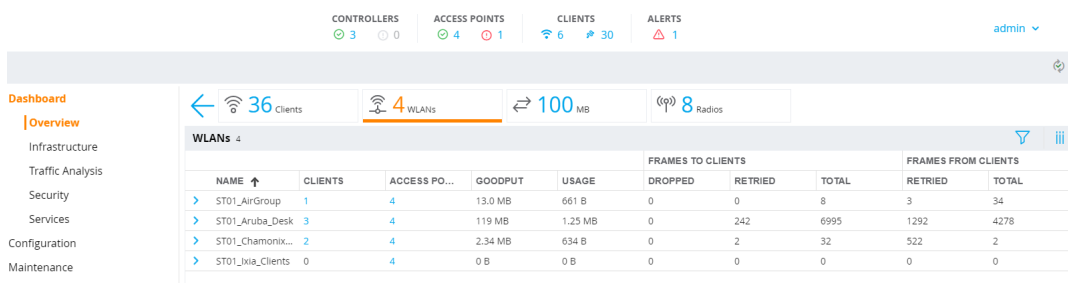 CONTROLLERS ACCESS POINTS CLIENTS ALERTS
3 0 4 1 6 30 1
admin
Dashboard
Overview
Infrastructure
Traffic Analysis
Security
Services
Configuration
Maintenance
36 Clients 4 WLANs 100 MB 8 Radios
WLANs 4
FRAMES TO CLIENTS FRAMES FROM CLIENTS
NAME CLIENTS ACCESS PO... GOODPUT USAGE DROPPED RETRIED TOTAL RETRIED TOTAL
ST01_AirGroup 1 4 13.0 MB 661 B 0 0 8 3 34
ST01_Aruba_Desk 3 4 119 MB 1.25 MB 0 242 6995 1292 4278
ST01_Chamonix... 2 4 2.34 MB 634 B 0 2 32 522 2
ST01_Ixia_Clients 0 4 0 B 0 B 0 0 0 0 0